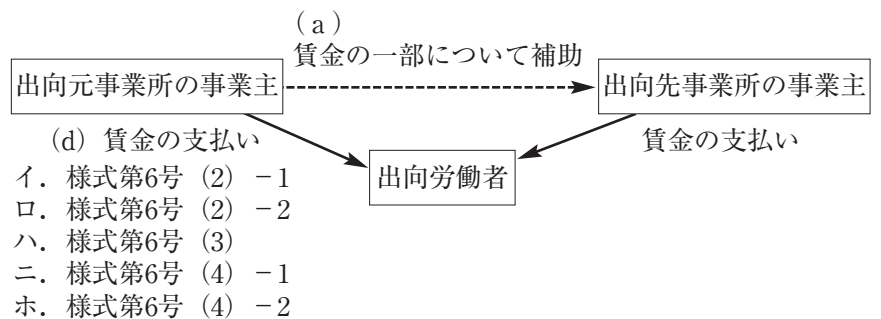 （a）
賃金の一部について補助
出向元事業所の事業主
出向先事業所の事業主
(d) 賃金の支払い
賃金の支払い
出向労働者
イ．様式第6号（2）－1
ロ．様式第6号（2）－2
ハ．様式第6号（3）
ニ．様式第6号（4）－1
ホ．様式第6号（4）－2